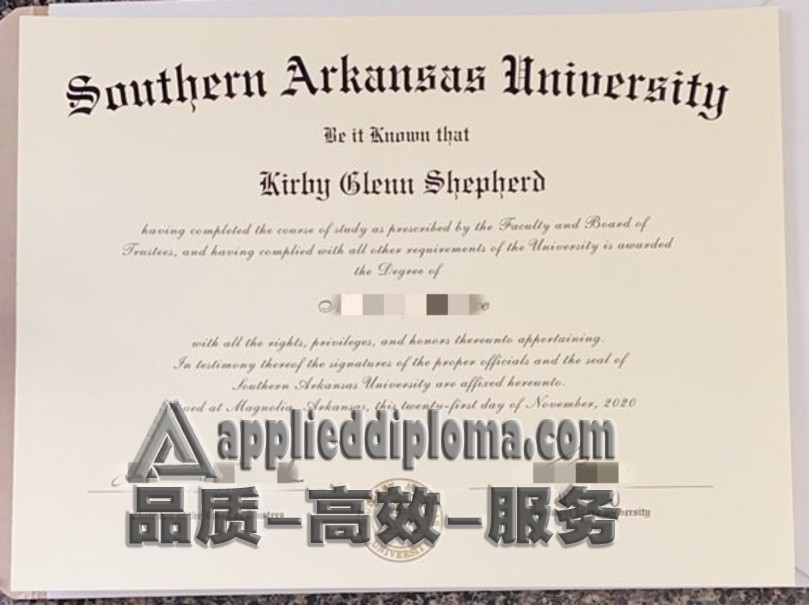 Southern Arkansas University
Be it Known that
Kirby Glenn Shepherd
having completed the course of study as prescribed by the Faculty and Board of
Trustees, and having complied with all other requirements of the University is awarded
the Degree of
with all the rights, privileges, and honors thereunto appertaining.
In testimony thereof the signatures of the proper officials and the seal of
Southern Arkansas University are affixed hereunto.
at Magnolia, Arkansas, this twenty-first day of November, 2020
applieddiploma.com
品质-高效-服务
UNIVERSITY